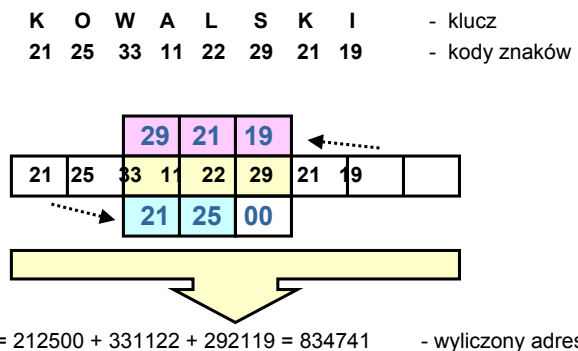 K O W A L S K I - klucz
21 25 33 11 22 29 21 19 - kody znaków
29 21 19
21 25 33 11 22 29 21 19
21 25 00
= 212500 + 331122 + 292119 = 834741 - wyliczony adres